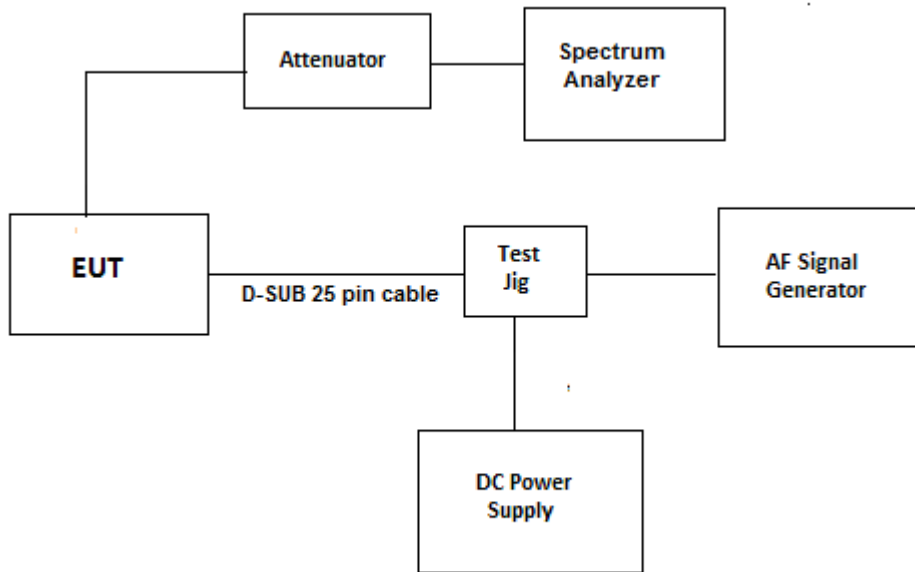 Attenuator
Spectrum
Analyzer
EUT
D-SUB 25 pin cable
Test
Jig
AF Signal
Generator
DC Power
Supply